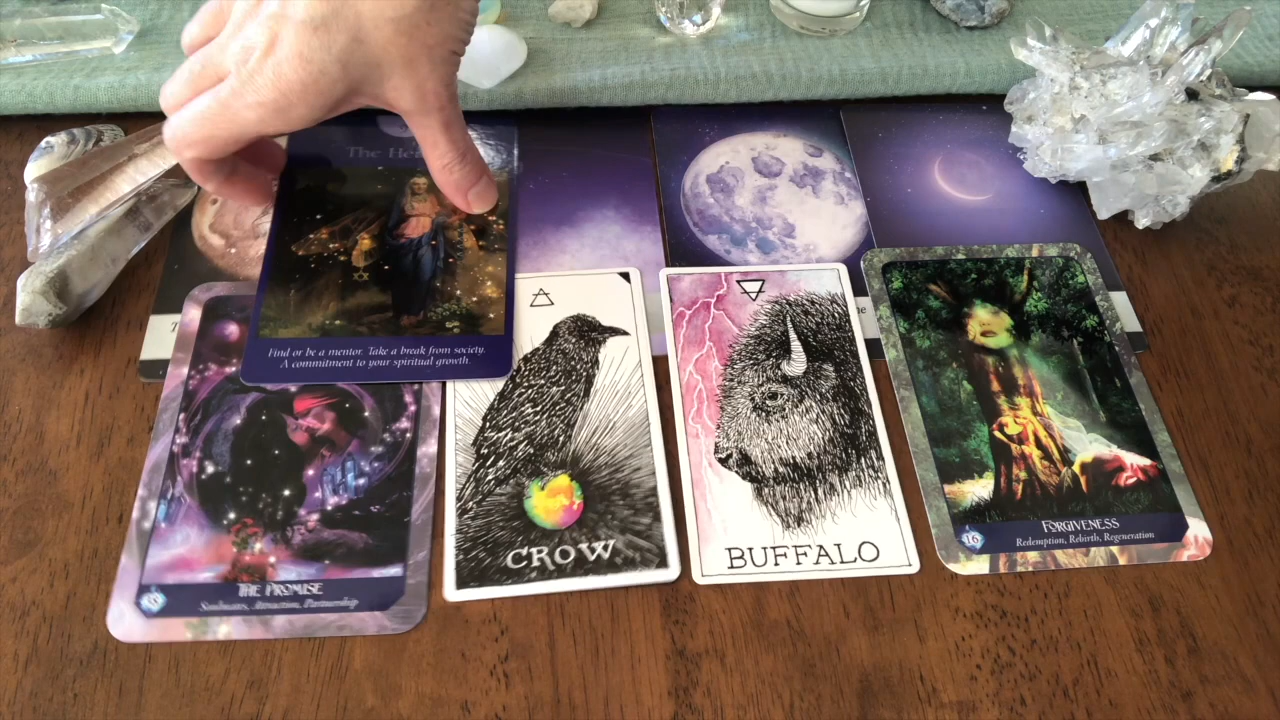 The He
Find or be a mentor. Take a break from society.
A commitment to your spiritual growth.
CROW
BUFFALO
16
FORGIVENESS
Redemption, Rebirth, Regeneration
THE PROMISE
Soulmates, Attraction, Partnership